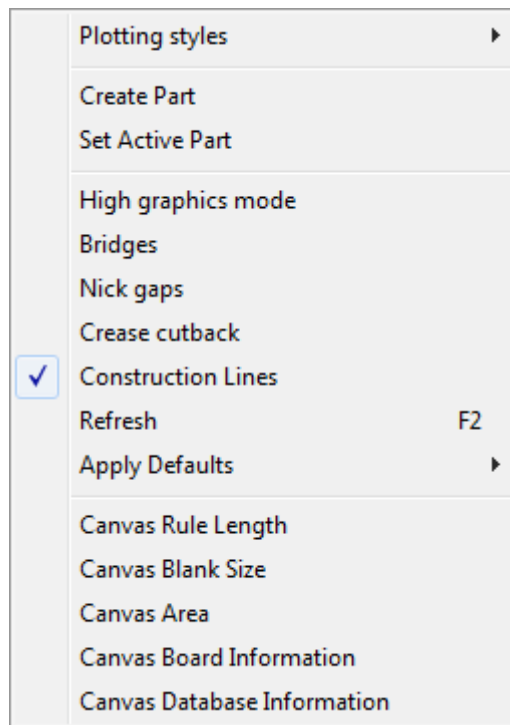 Plotting styles
Create Part
Set Active Part
High graphics mode
Bridges
Nick gaps
Crease cutback
Construction Lines
Refresh F2
Apply Defaults
Canvas Rule Length
Canvas Blank Size
Canvas Area
Canvas Board Information
Canvas Database Information